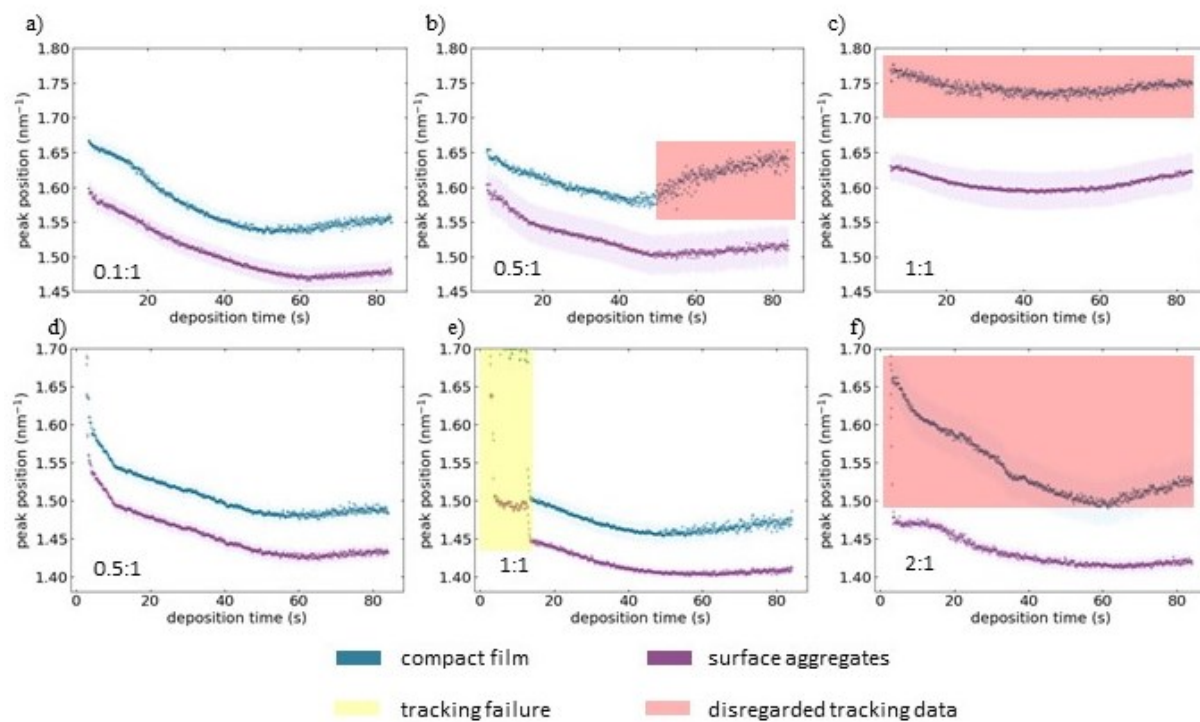 a)
b)
c)
1.80
1.75
1.70
1.65
1.60
1.55
1.50
1.45
peak position (nm⁻¹)
0.1:1
20 40 60 80
deposition time (s)
1.80
1.75
1.70
1.65
1.60
1.55
1.50
1.45
peak position (nm⁻¹)
0.5:1
20 40 60 80
deposition time (s)
1.80
1.75
1.70
1.65
1.60
1.55
1.50
1.45
peak position (nm⁻¹)
1:1
20 40 60 80
deposition time (s)
d)
e)
f)
1.70
1.65
1.60
1.55
1.50
1.45
1.40
peak position (nm⁻¹)
0.5:1
0 20 40 60 80
deposition time (s)
1.70
1.65
1.60
1.55
1.50
1.45
1.40
peak position (nm⁻¹)
1:1
0 20 40 60 80
deposition time (s)
1.70
1.65
1.60
1.55
1.50
1.45
1.40
peak position (nm⁻¹)
2:1
0 20 40 60 80
deposition time (s)
compact film
surface aggregates
tracking failure
disregarded tracking data